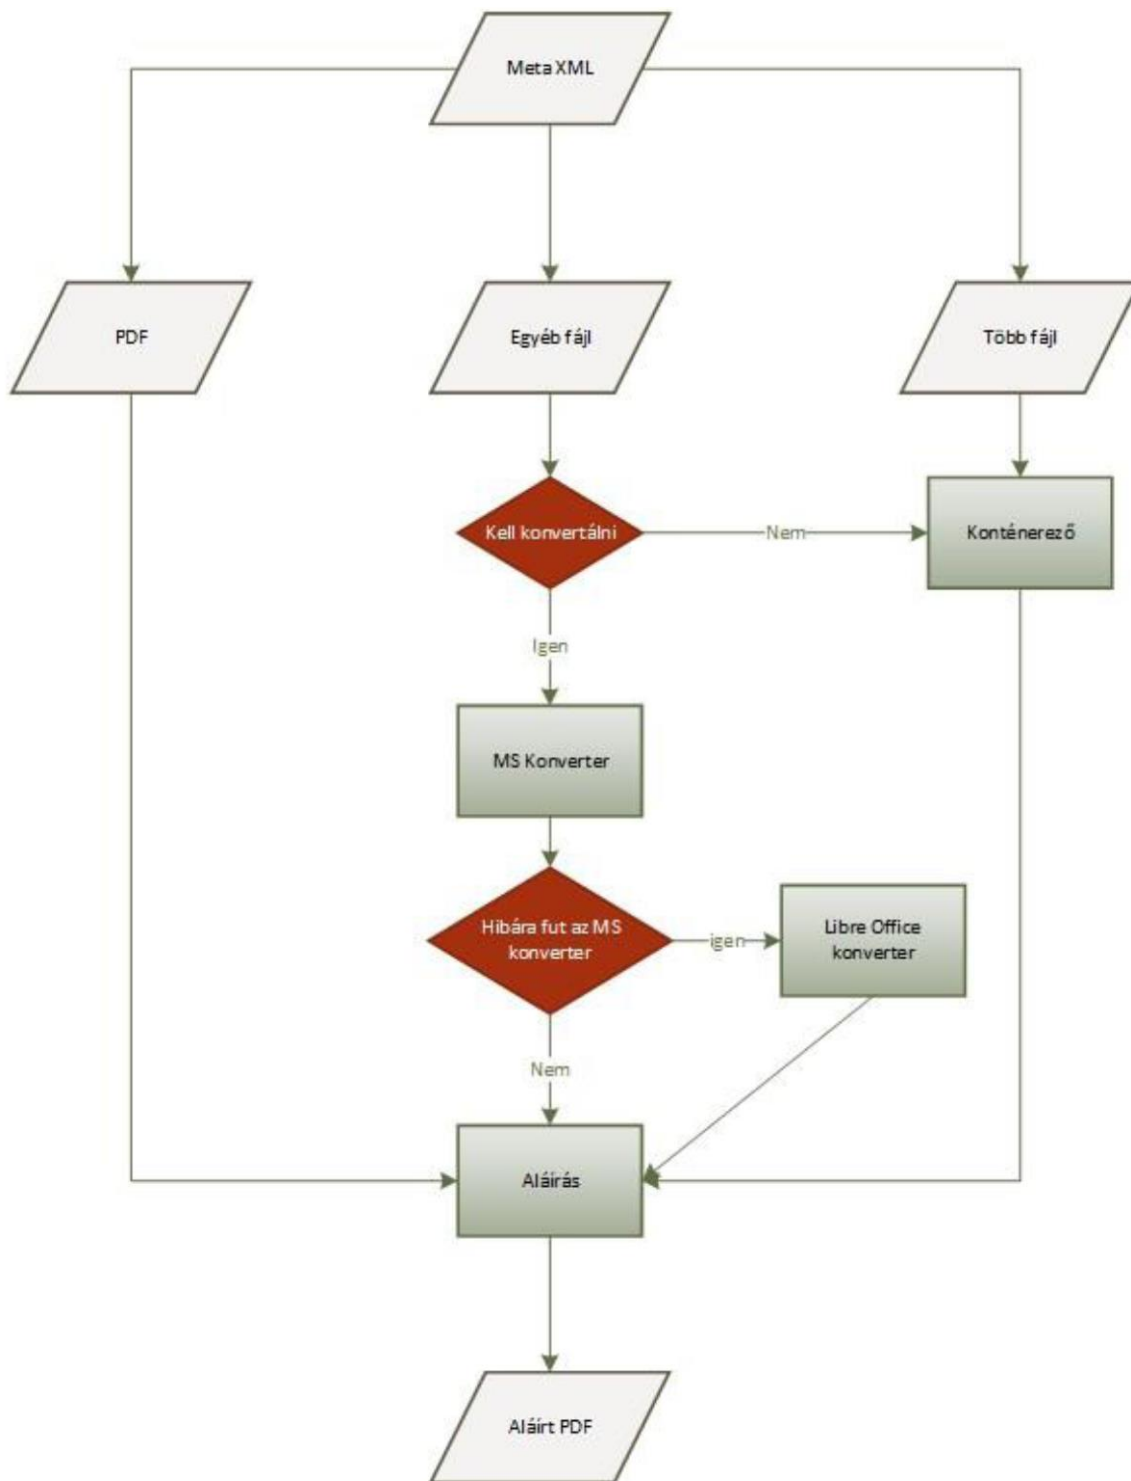 Meta XML
PDF
Egyéb fájl
Több fájl
Kell konvertálni
Nem
Konténerező
Igen
MS Konverter
Hibára fut az MS
konverter
igen
Libre Office
konverter
Nem
Aláírás
Aláírt PDF